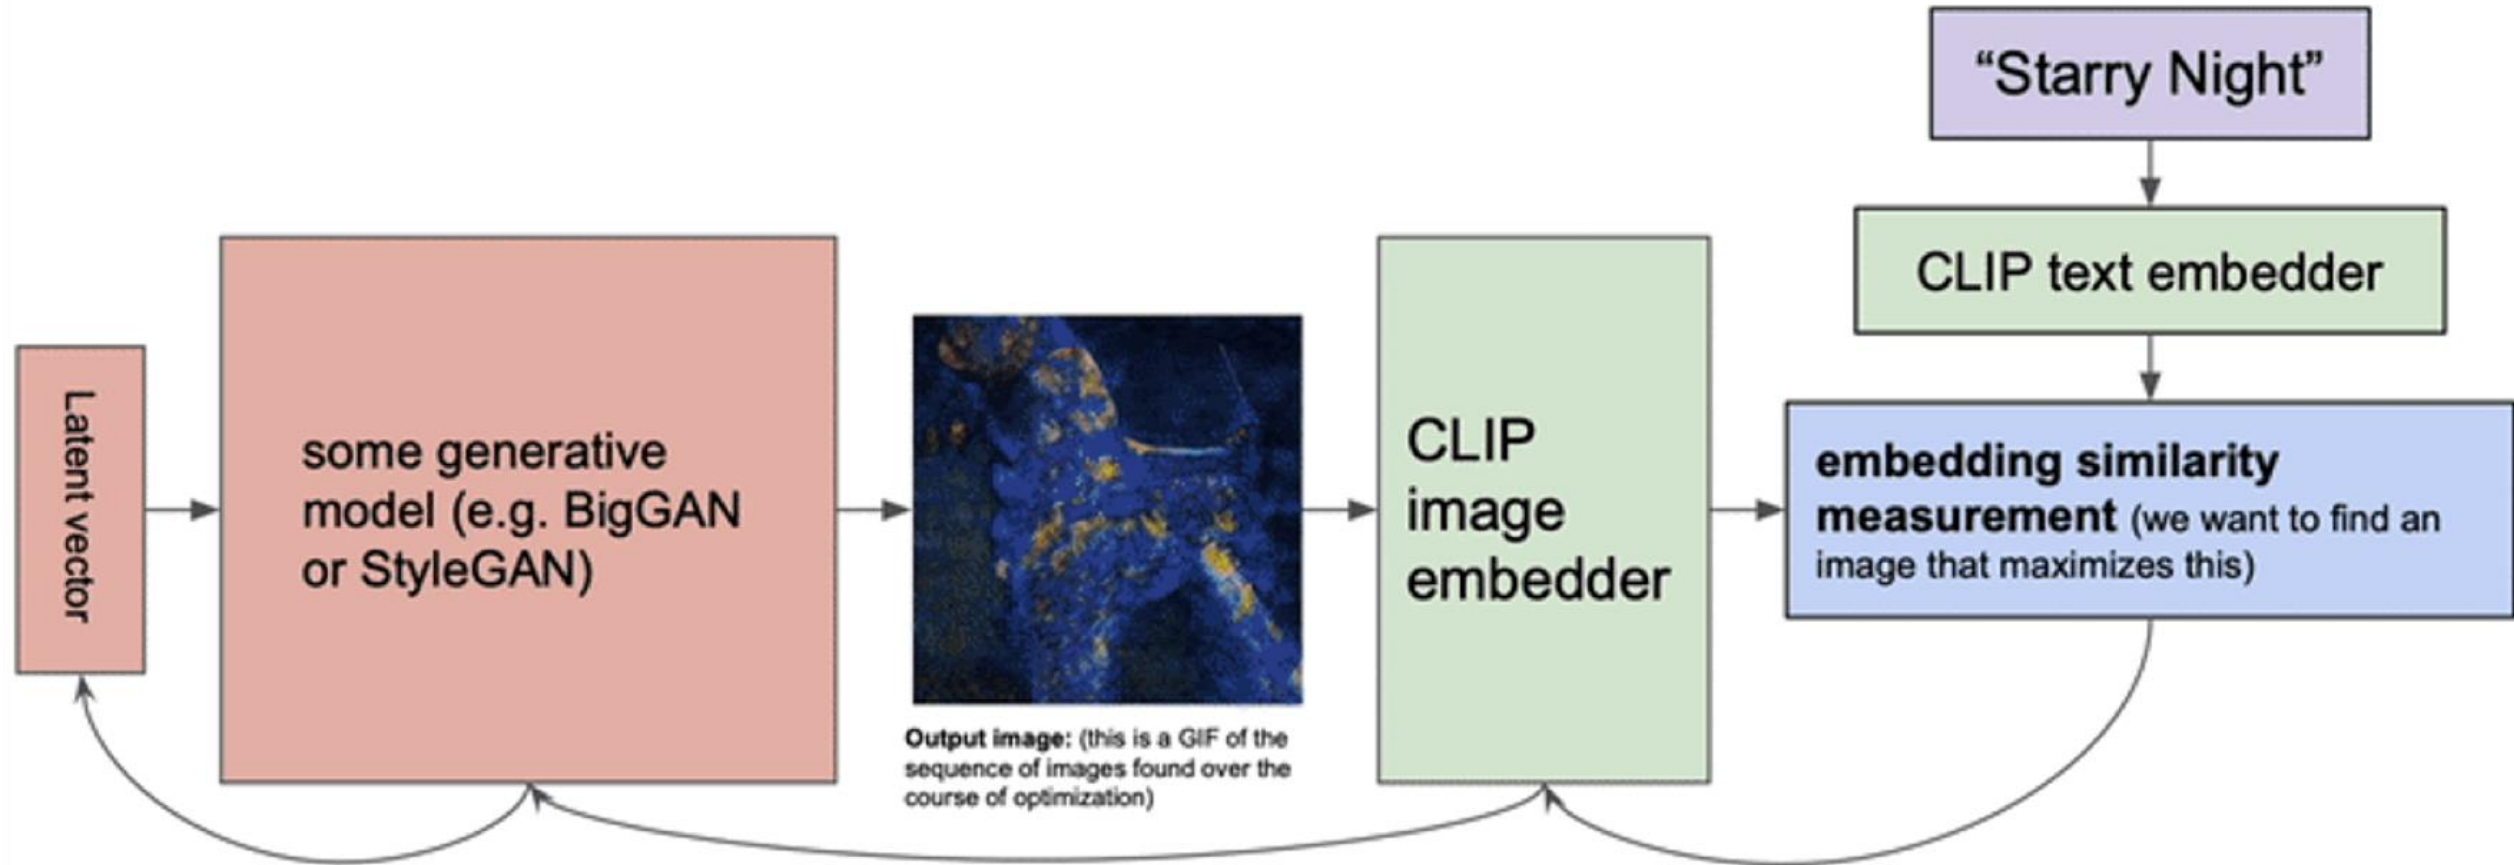 “Starry Night”
CLIP text embedder
Latent vector
some generative
model (e.g. BigGAN
or StyleGAN)
Output image: (this is a GIF of the
sequence of images found over the
course of optimization)
CLIP
image
embedder
embedding similarity
measurement (we want to find an
image that maximizes this)